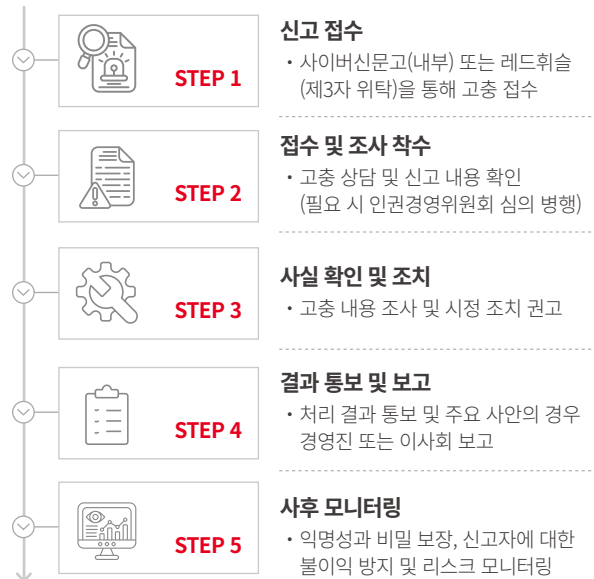 STEP 1
신고 접수
• 사이버신문고(내부) 또는 레드휘슬
(제3자 위탁)을 통해 고충 접수
STEP 2
접수 및 조사 착수
• 고충 상담 및 신고 내용 확인
(필요 시 인권경영위원회 심의 병행)
STEP 3
사실 확인 및 조치
• 고충 내용 조사 및 시정 조치 권고
STEP 4
결과 통보 및 보고
• 처리 결과 통보 및 주요 사안의 경우
경영진 또는 이사회 보고
STEP 5
사후 모니터링
• 익명성과 비밀 보장, 신고자에 대한
불이익 방지 및 리스크 모니터링